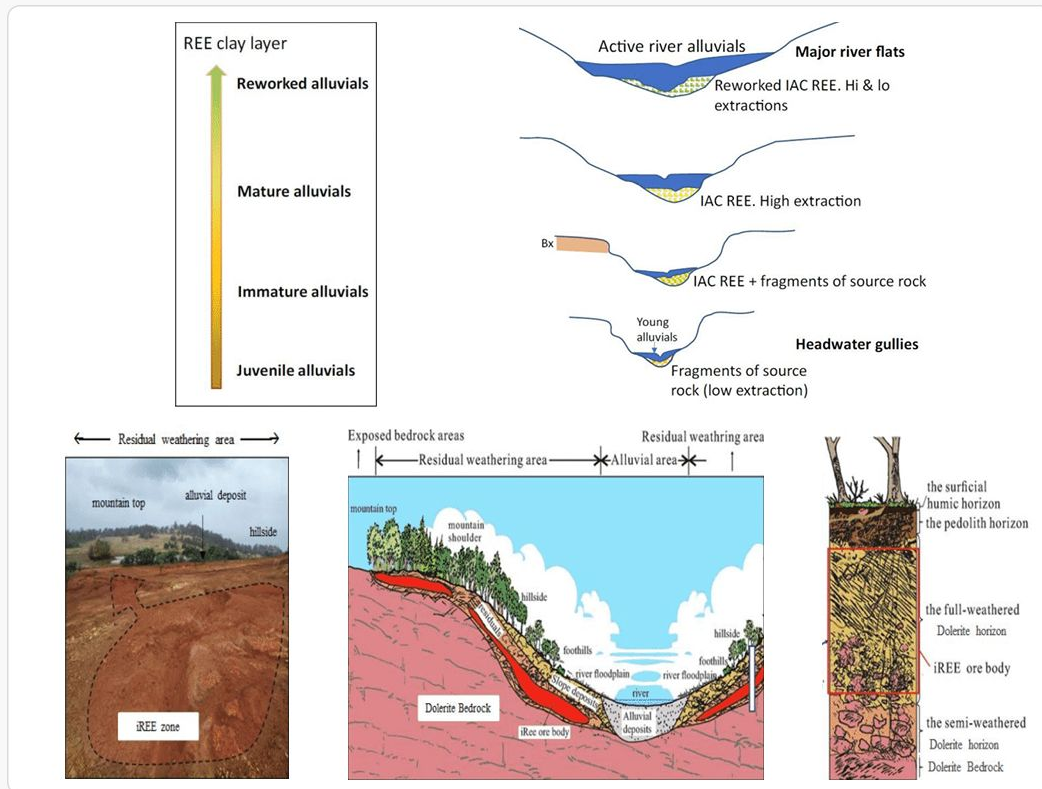 REE clay layer
Reworked alluvials
Mature alluvials
Immature alluvials
Juvenile alluvials
Active river alluvials
Major river flats
Reworked IAC REE. Hi & lo
extractions
IAC REE. High extraction
Bx
IAC REE + fragments of source rock
Young
alluvials
Headwater gullies
Fragments of source
rock (low extraction)
Residual weathering area
mountain top
alluvial deposit
hillside
iREE zone
Exposed bedrock areas
Residual weathring area
Residual weathering area
Alluvial area
mountain top
mountain
shoulder
hillside
residuals
foothills
river floodplain
Slope deposits
river
Alluvial
deposits
river floodplain
foothills
hillside
Dolerite Bedrock
iRee ore body
the surficial
humic horizon
the pedolith horizon
the full-weathered
Dolerite horizon
iREE ore body
the semi-weathered
Dolerite horizon
Dolerite Bedrock